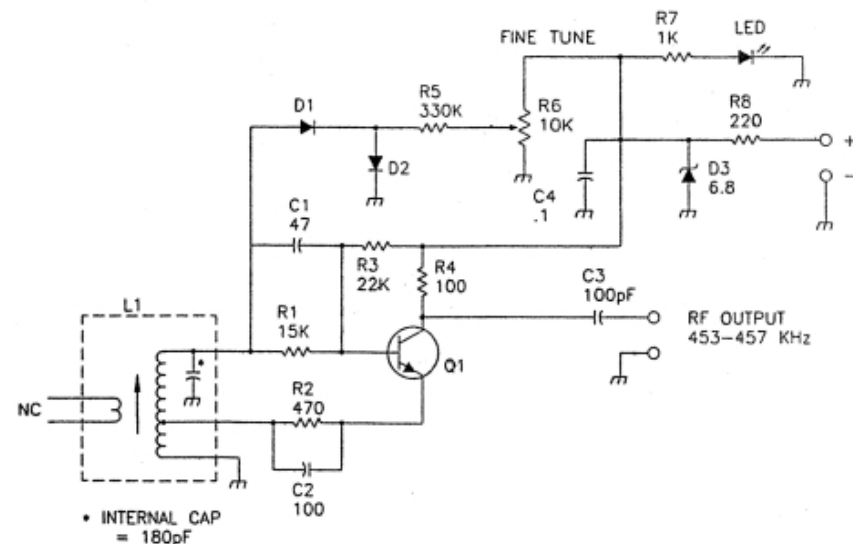 R7
1K
LED
FINE TUNE
D1
R5
330K
R6
10K
R8
220
+
D2
C4
.1
D3
6.8
−
C1
47
R3
22K
R4
100
C3
100pF
L1
R1
15K
RF OUTPUT
453−457 KHz
*
Q1
NC
R2
470
C2
100
* INTERNAL CAP
= 180pF